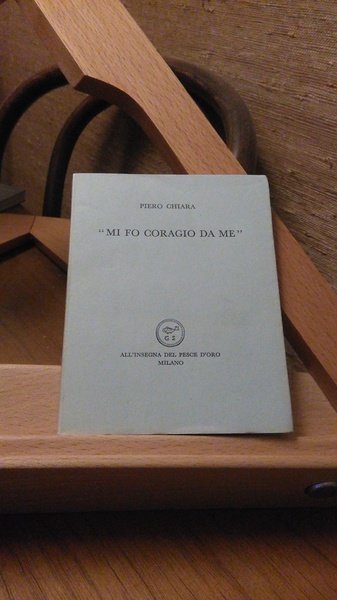 PIERO CHIARA
"MI FO CORAGIO DA ME"
G S
ALL'INSEGNA DEL PESCE D'ORO
MILANO